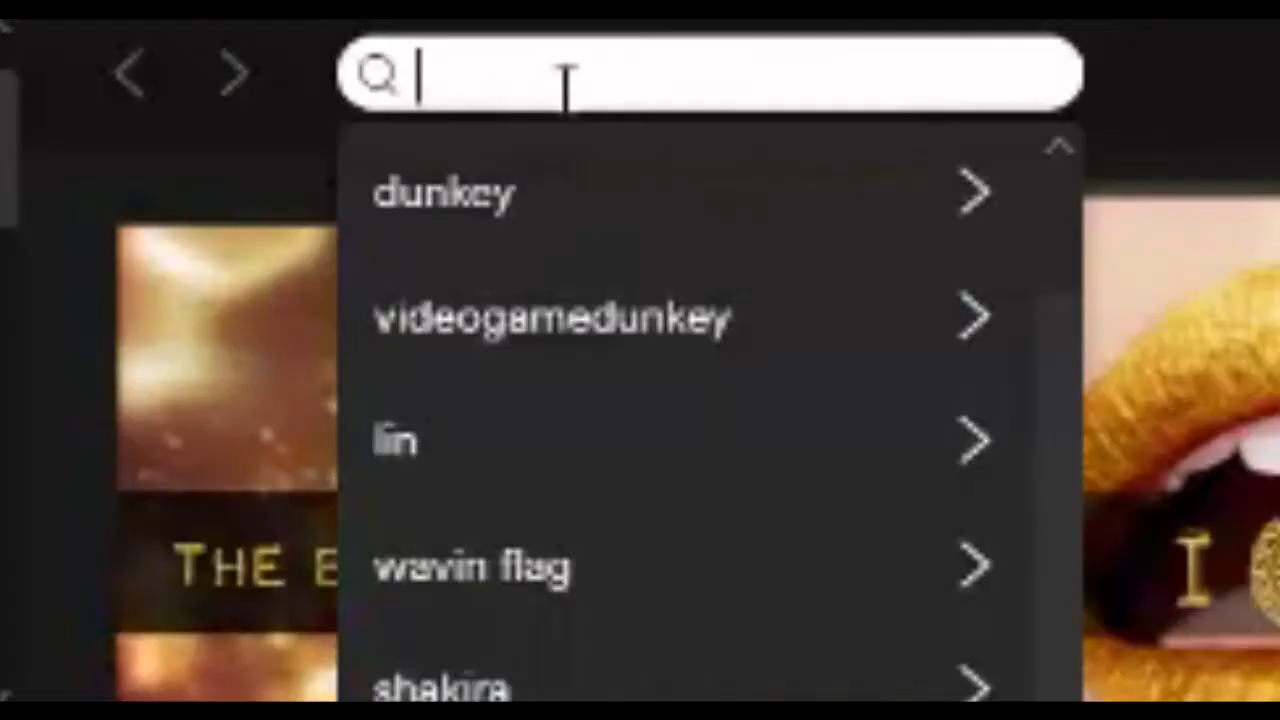 dunkey
videogamedunkey
lin
wavin flag
shakira
THE E
I